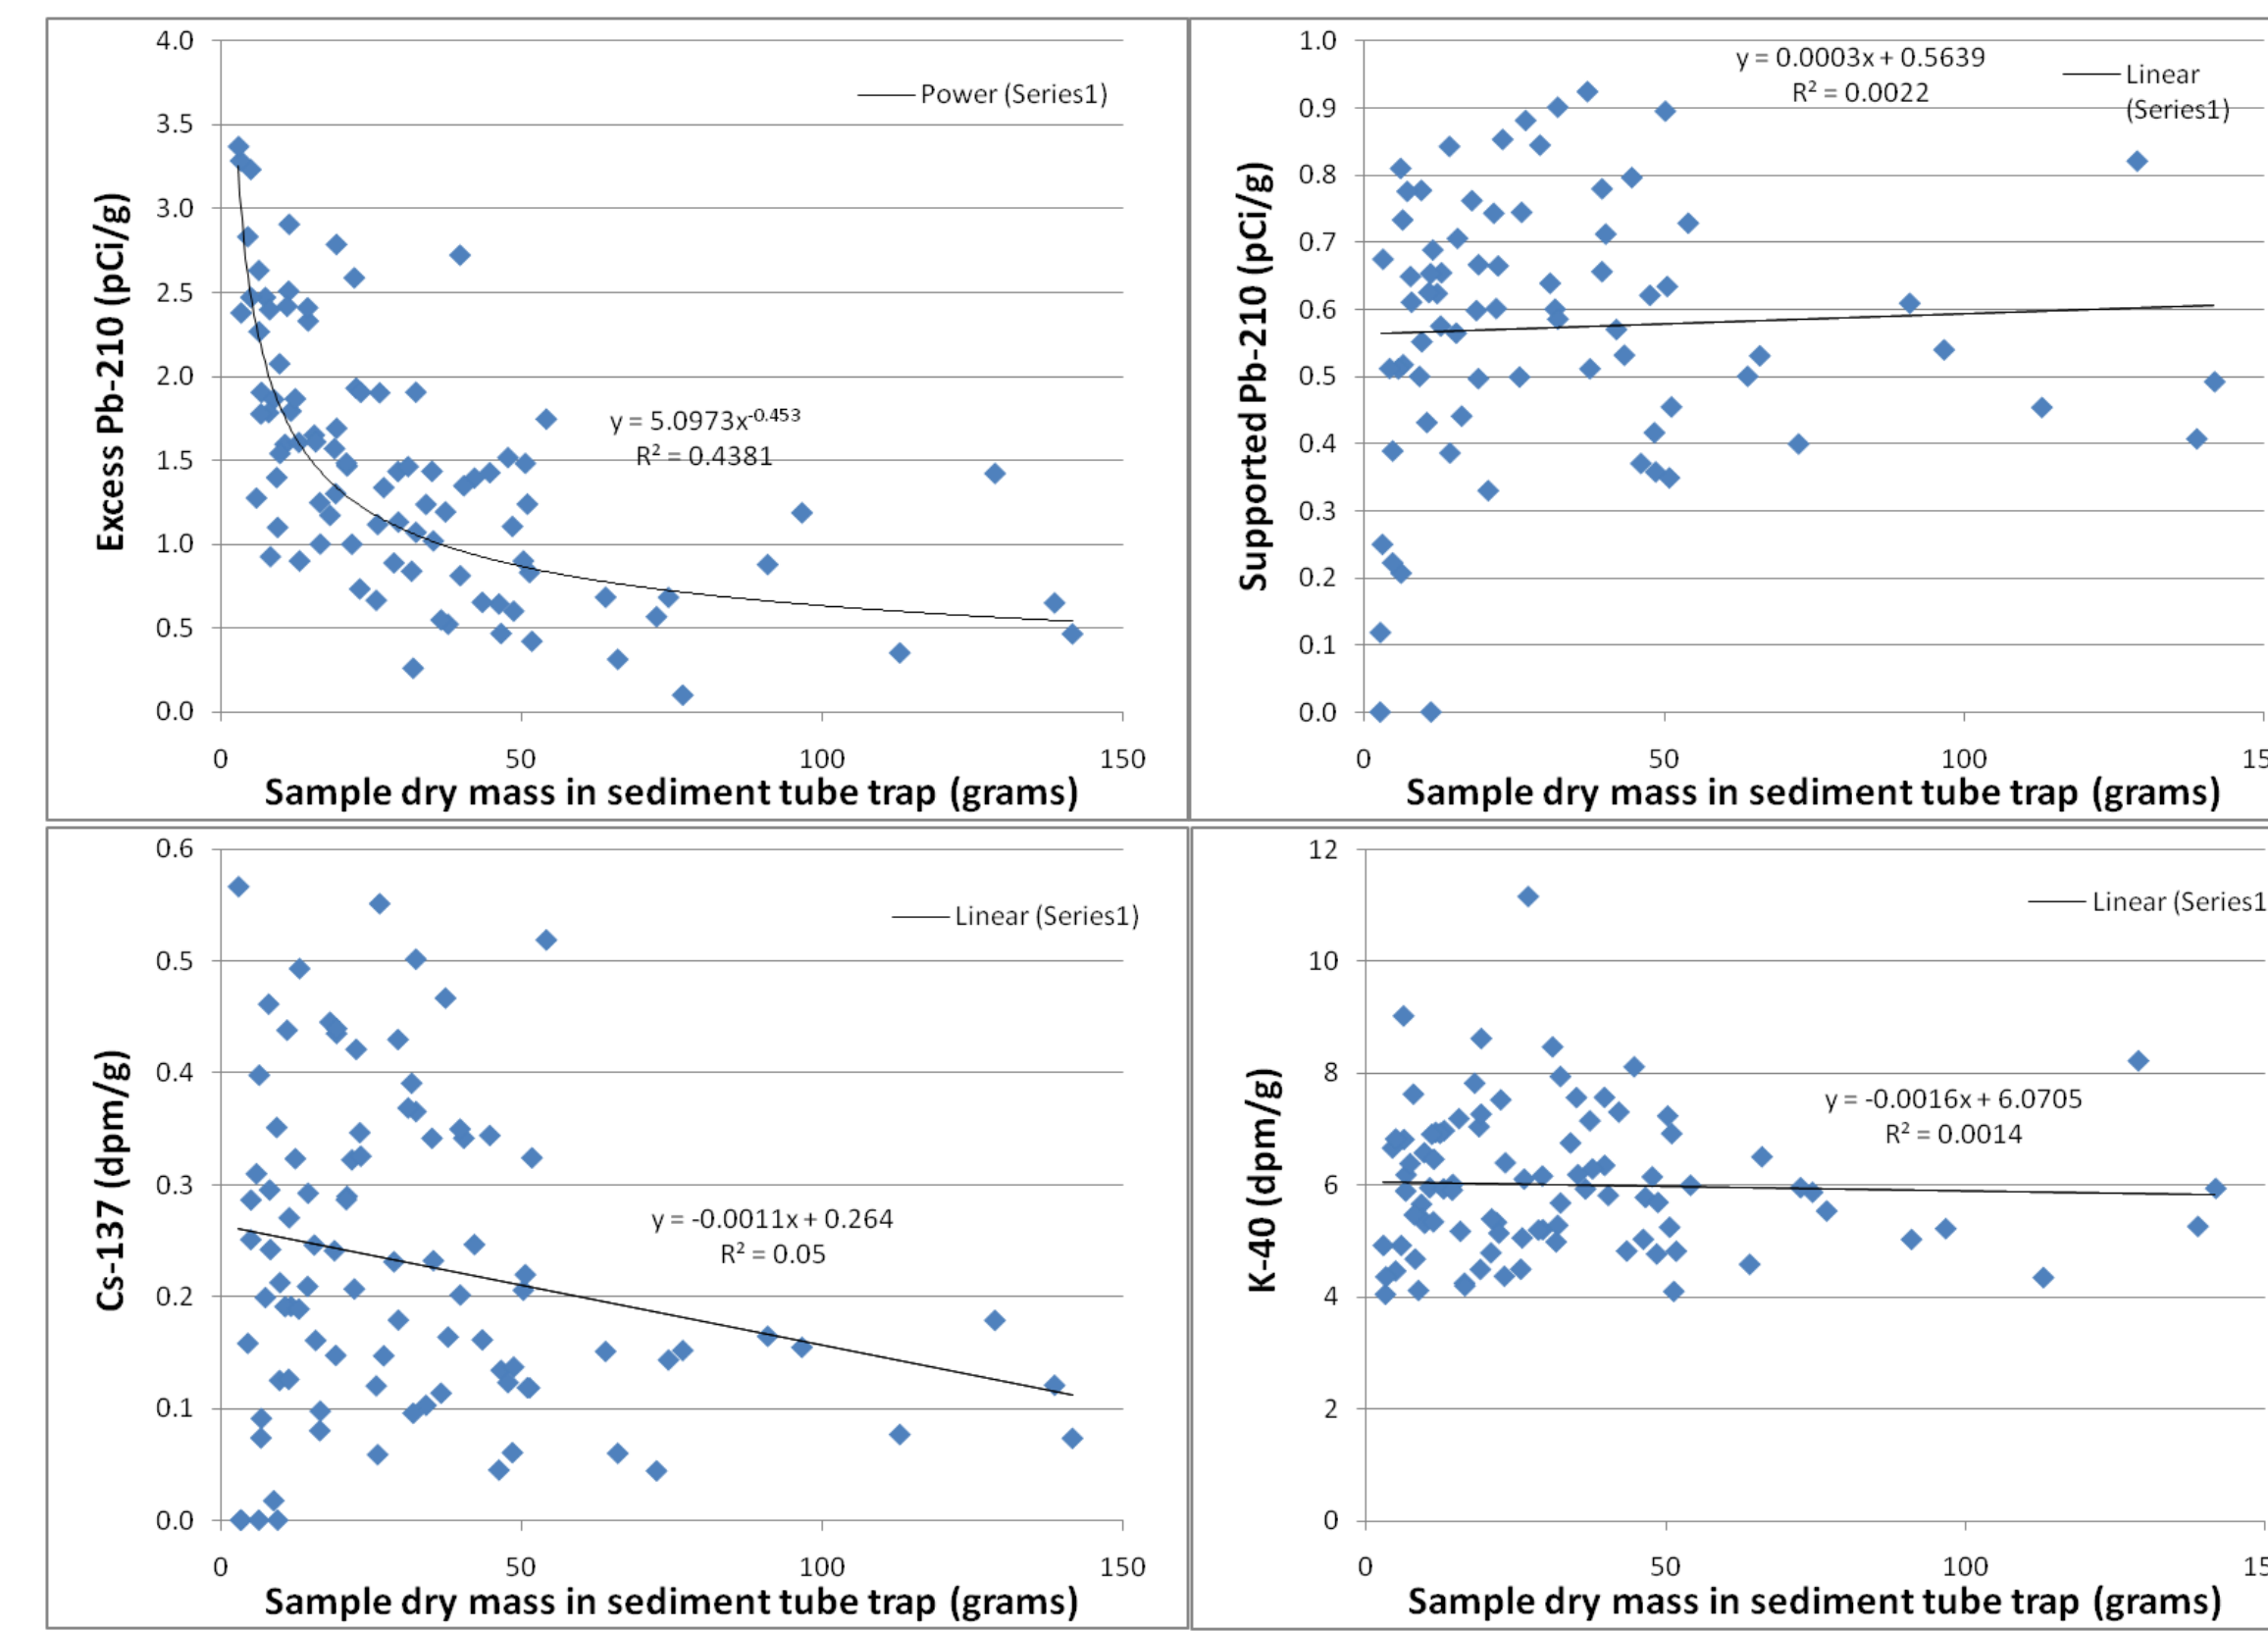 4.0
3.5
3.0
2.5
2.0
1.5
1.0
0.5
0.0
Excess Pb-210 (pCi/g)
Power (Series1)
y = 5.0973x^-0.453
R² = 0.4381
0 50 100 150
Sample dry mass in sediment tube trap (grams)
1.0
0.9
0.8
0.7
0.6
0.5
0.4
0.3
0.2
0.1
0.0
Supported Pb-210 (pCi/g)
y = 0.0003x + 0.5639
R² = 0.0022
Linear
(Series1)
0 50 100 15
Sample dry mass in sediment tube trap (grams)
0.6
0.5
0.4
0.3
0.2
0.1
0.0
Cs-137 (dpm/g)
Linear (Series1)
y = -0.0011x + 0.264
R² = 0.05
0 50 100 150
Sample dry mass in sediment tube trap (grams)
12
10
8
6
4
2
0
K-40 (dpm/g)
Linear (Series1
y = -0.0016x + 6.0705
R² = 0.0014
0 50 100 15
Sample dry mass in sediment tube trap (grams)